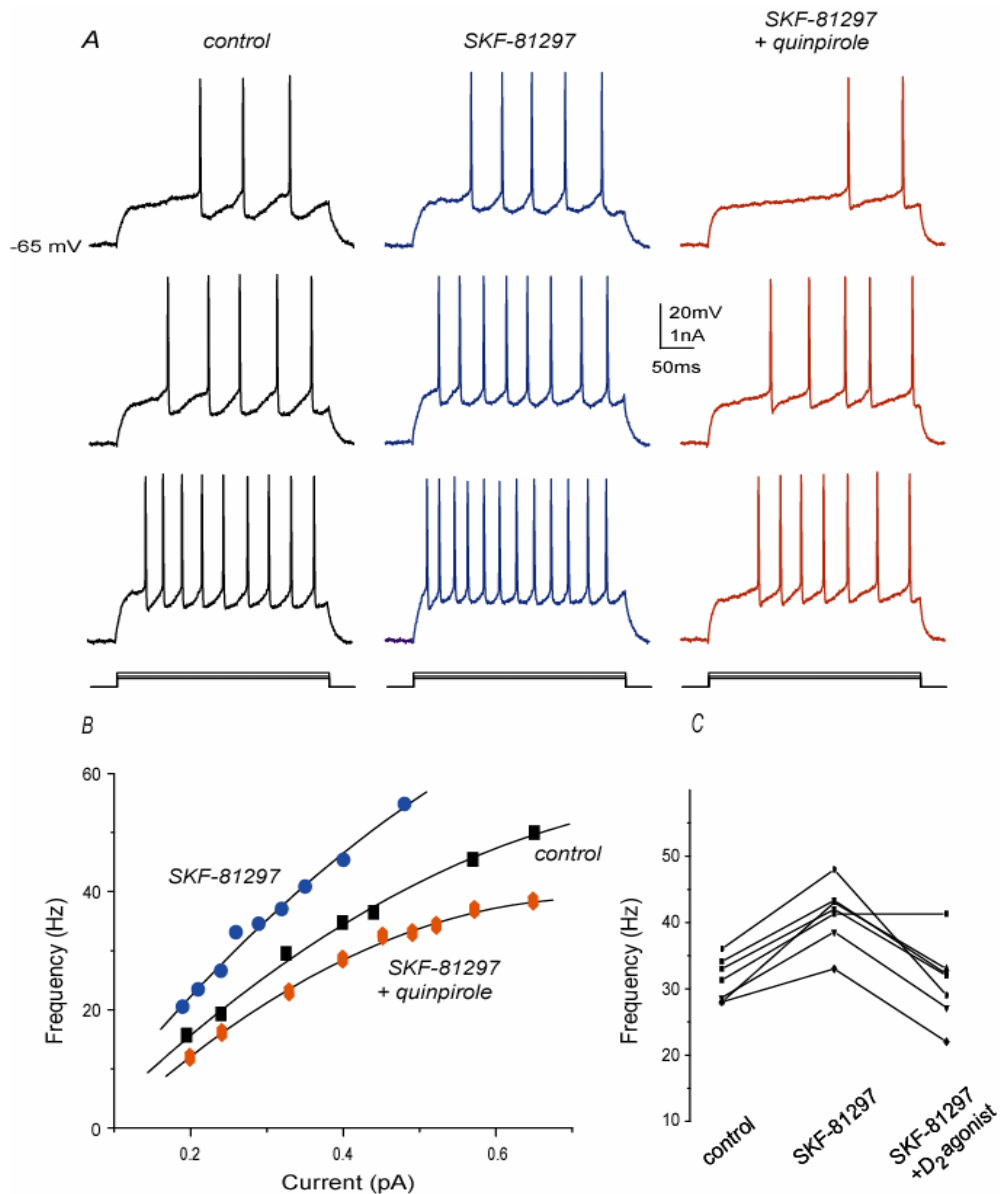 A
control
SKF-81297
SKF-81297
+ quinpirole
-65 mV
20mV
1nA
50ms
B
60
40
20
0
Frequency (Hz)
SKF-81297
control
SKF-81297
+ quinpirole
0.2
0.4
0.6
Current (pA)
C
50
40
30
20
10
Frequency (Hz)
control
SKF-81297
SKF-81297
+D₂agonist